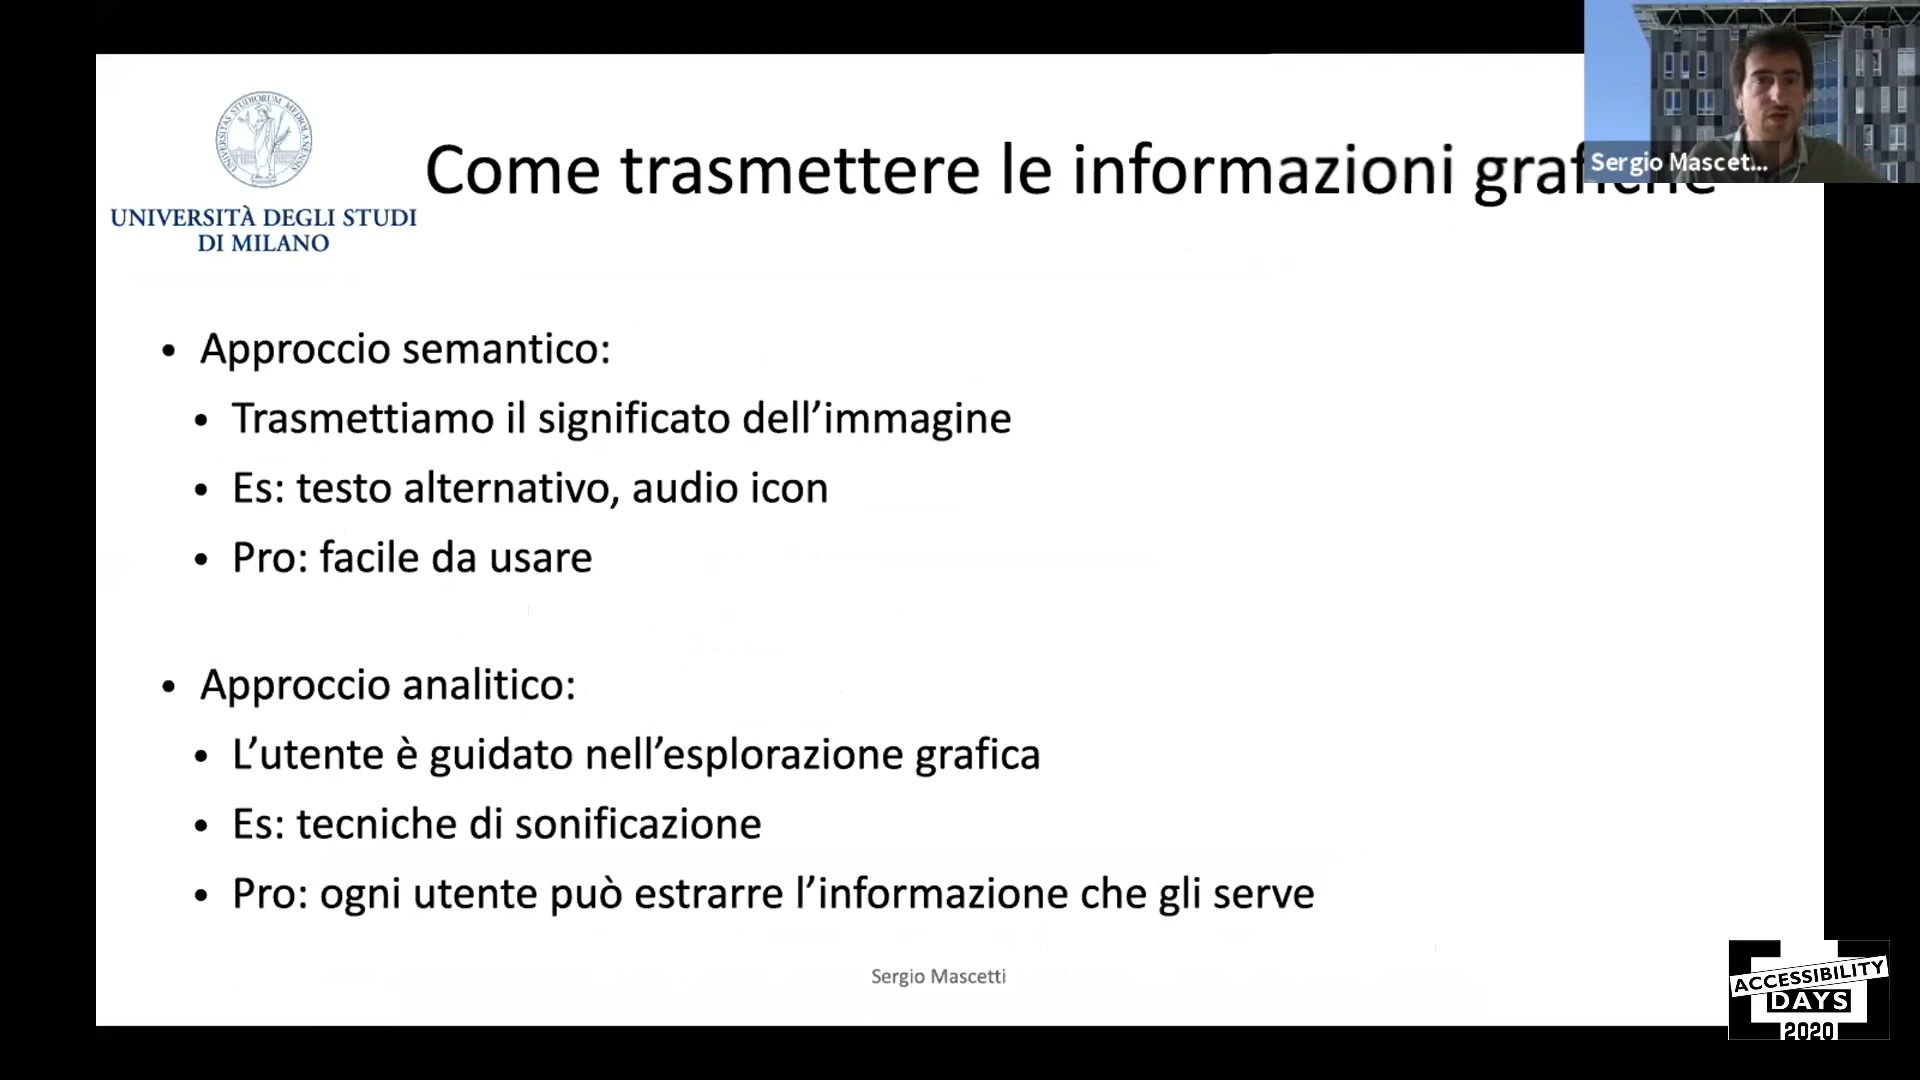 Come trasmettere le informazioni grafiche
Sergio Mascet...
UNIVERSITÀ DEGLI STUDI
DI MILANO
• Approccio semantico:
• Trasmettiamo il significato dell’immagine
• Es: testo alternativo, audio icon
• Pro: facile da usare
• Approccio analitico:
• L’utente è guidato nell’esplorazione grafica
• Es: tecniche di sonificazione
• Pro: ogni utente può estrarre l’informazione che gli serve
Sergio Mascetti
ACCESSIBILITY
DAYS
2020